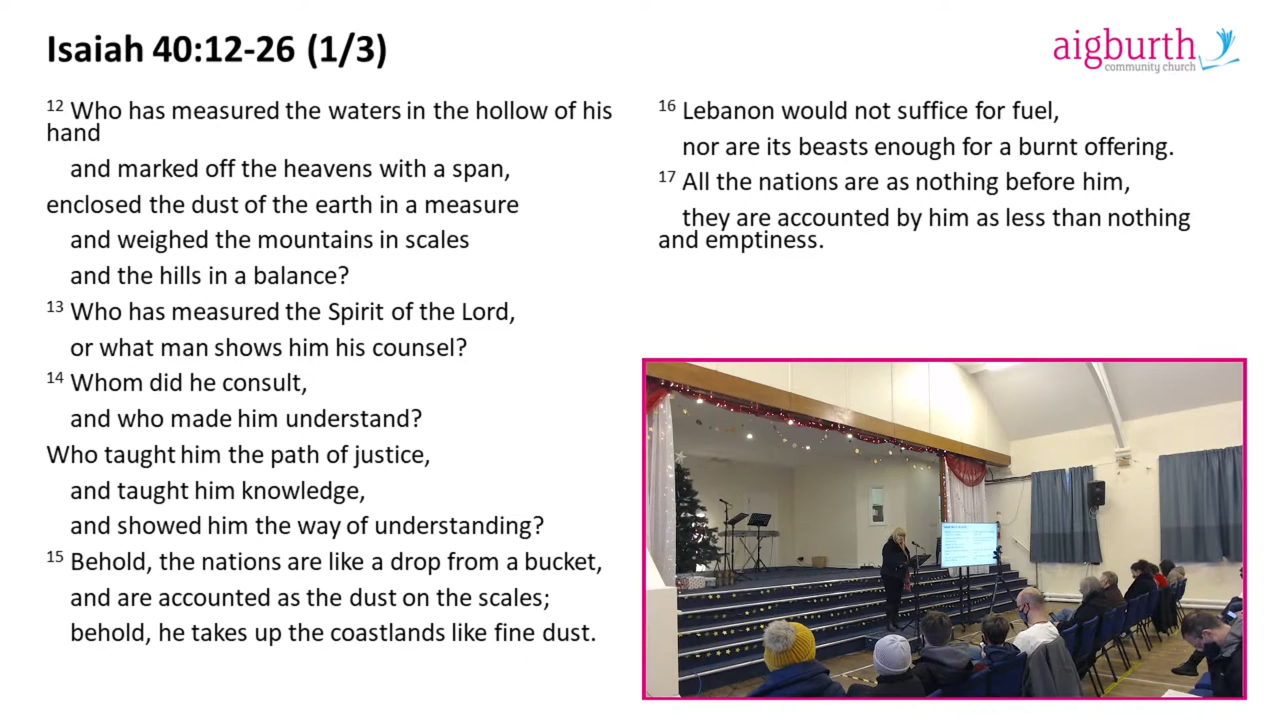 Isaiah 40:12-26 (1/3)
aigburth
community church
12 Who has measured the waters in the hollow of his
hand
and marked off the heavens with a span,
enclosed the dust of the earth in a measure
and weighed the mountains in scales
and the hills in a balance?
13 Who has measured the Spirit of the Lord,
or what man shows him his counsel?
14 Whom did he consult,
and who made him understand?
Who taught him the path of justice,
and taught him knowledge,
and showed him the way of understanding?
15 Behold, the nations are like a drop from a bucket,
and are accounted as the dust on the scales;
behold, he takes up the coastlands like fine dust.
16 Lebanon would not suffice for fuel,
nor are its beasts enough for a burnt offering.
17 All the nations are as nothing before him,
they are accounted by him as less than nothing
and emptiness.